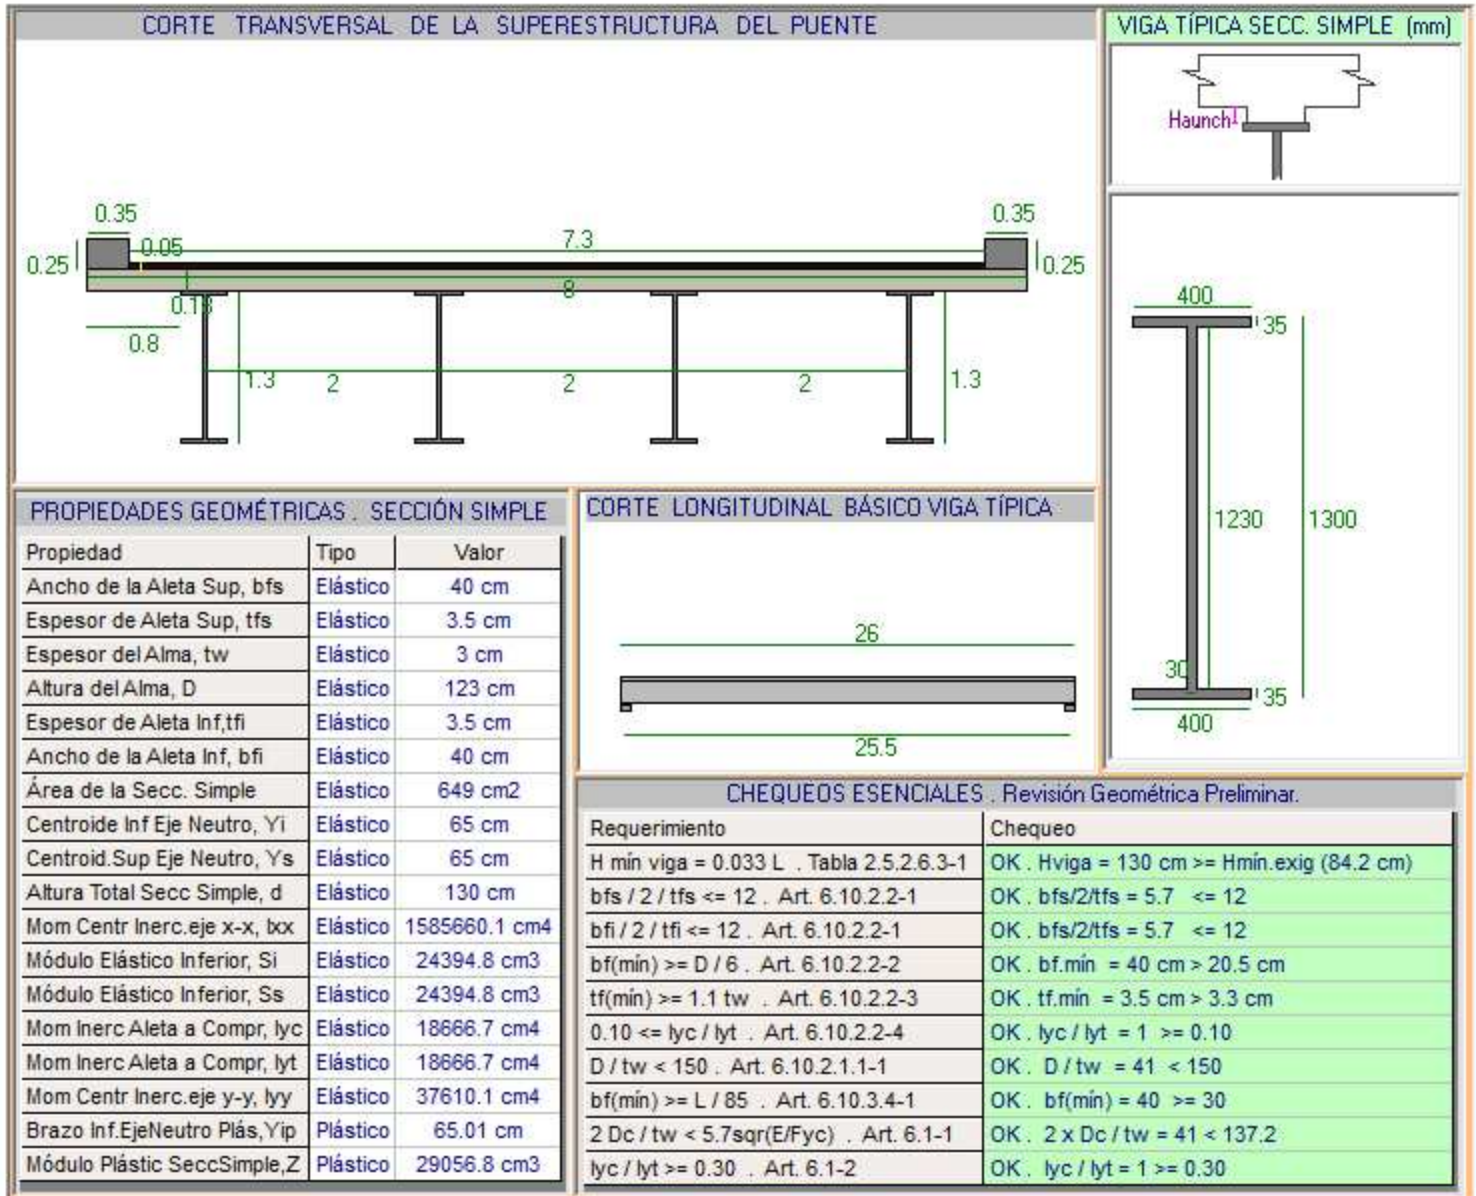 CORTE TRANSVERSAL DE LA SUPERESTRUCTURA DEL PUENTE
0.35
0.35
0.05
7.3
0.25
0.25
8
0.8
1.3
2
2
2
1.3
VIGA TÍPICA SECC. SIMPLE (mm)
Haunch
400
35
1230
1300
30
35
400
PROPIEDADES GEOMÉTRICAS . SECCIÓN SIMPLE
Propiedad Tipo Valor
Ancho de la Aleta Sup, bfs Elástico 40 cm
Espesor de Aleta Sup, tfs Elástico 3.5 cm
Espesor del Alma, tw Elástico 3 cm
Altura del Alma, D Elástico 123 cm
Espesor de Aleta Inf,tfi Elástico 3.5 cm
Ancho de la Aleta Inf, bfi Elástico 40 cm
Área de la Secc. Simple Elástico 649 cm2
Centroide Inf Eje Neutro, Yi Elástico 65 cm
Centroid.Sup Eje Neutro, Ys Elástico 65 cm
Altura Total Secc Simple, d Elástico 130 cm
Mom Centr Inerc.eje x-x, Ixx Elástico 1585660.1 cm4
Módulo Elástico Inferior, Si Elástico 24394.8 cm3
Módulo Elástico Inferior, Ss Elástico 24394.8 cm3
Mom Inerc Aleta a Compr, Iyc Elástico 18666.7 cm4
Mom Inerc Aleta a Compr, Iyt Elástico 18666.7 cm4
Mom Centr Inerc.eje y-y, Iyy Elástico 37610.1 cm4
Brazo Inf.EjeNeutro Plás,Yip Plástico 65.01 cm
Módulo Plástic SeccSimple,Z Plástico 29056.8 cm3
CORTE LONGITUDINAL BÁSICO VIGA TÍPICA
26
25.5
CHEQUEOS ESENCIALES . Revisión Geométrica Preliminar.
Requerimiento Chequeo
H mín viga = 0.033 L . Tabla 2.5.2.6.3-1 OK . Hviga = 130 cm >= Hmín.exig (84.2 cm)
bfs / 2 / tfs <= 12 . Art. 6.10.2.2-1 OK . bfs/2/tfs = 5.7 <= 12
bfi / 2 / tfi <= 12 . Art. 6.10.2.2-1 OK . bfs/2/tfs = 5.7 <= 12
bf(mín) >= D / 6 . Art. 6.10.2.2-2 OK . bf.mín = 40 cm > 20.5 cm
tf(mín) >= 1.1 tw . Art. 6.10.2.2-3 OK . tf.mín = 3.5 cm > 3.3 cm
0.10 <= Iyc / Iyt . Art. 6.10.2.2-4 OK . Iyc / Iyt = 1 >= 0.10
D / tw < 150 . Art. 6.10.2.1.1-1 OK . D / tw = 41 < 150
bf(mín) >= L / 85 . Art. 6.10.3.4-1 OK . bf(mín) = 40 >= 30
2 Dc / tw < 5.7sqr(E/Fyc) . Art. 6.1-1 OK . 2 x Dc / tw = 41 < 137.2
Iyc / Iyt >= 0.30 . Art. 6.1-2 OK . Iyc / Iyt = 1 >= 0.30